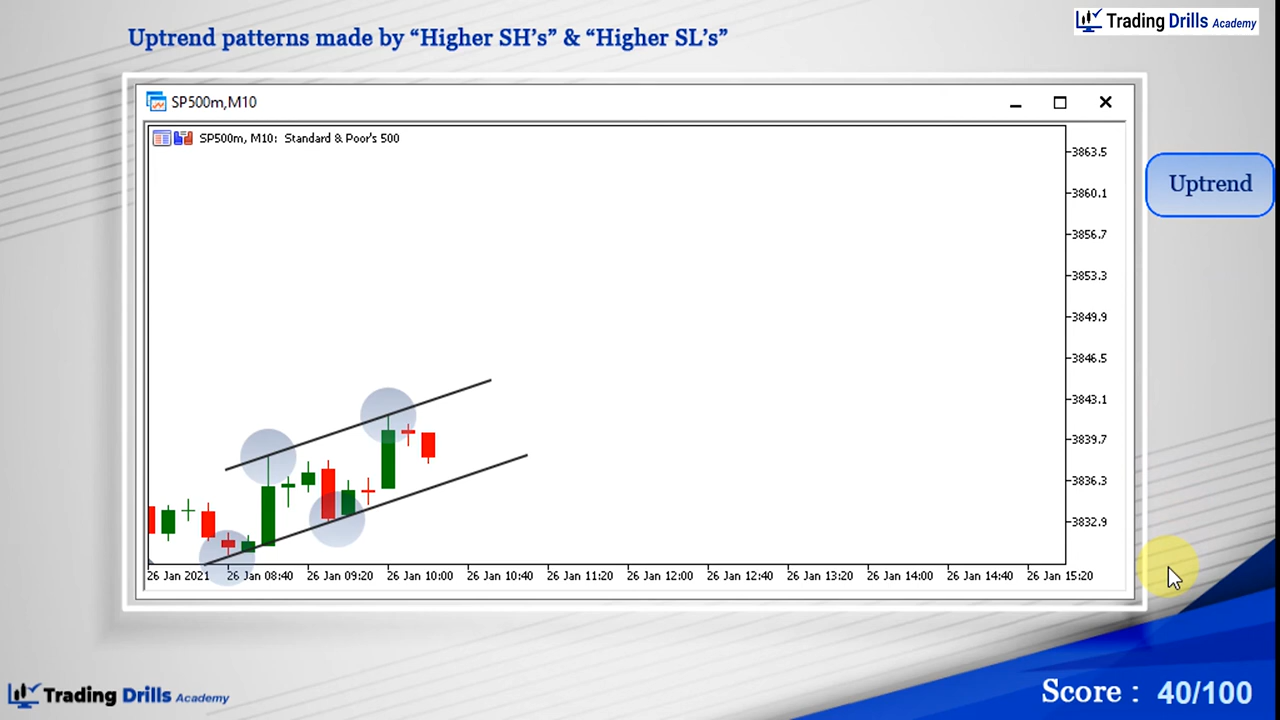 Uptrend patterns made by “Higher SH’s” & “Higher SL’s”
Trading Drills Academy
SP500m,M10
SP500m, M10: Standard & Poor's 500
3863.5
Uptrend
3860.1
3856.7
3853.3
3849.9
3846.5
3843.1
3839.7
3836.3
3832.9
26 Jan 2021 26 Jan 08:40 26 Jan 09:20 26 Jan 10:00 26 Jan 10:40 26 Jan 11:20 26 Jan 12:00 26 Jan 12:40 26 Jan 13:20 26 Jan 14:00 26 Jan 14:40 26 Jan 15:20
Trading Drills Academy
Score : 40/100